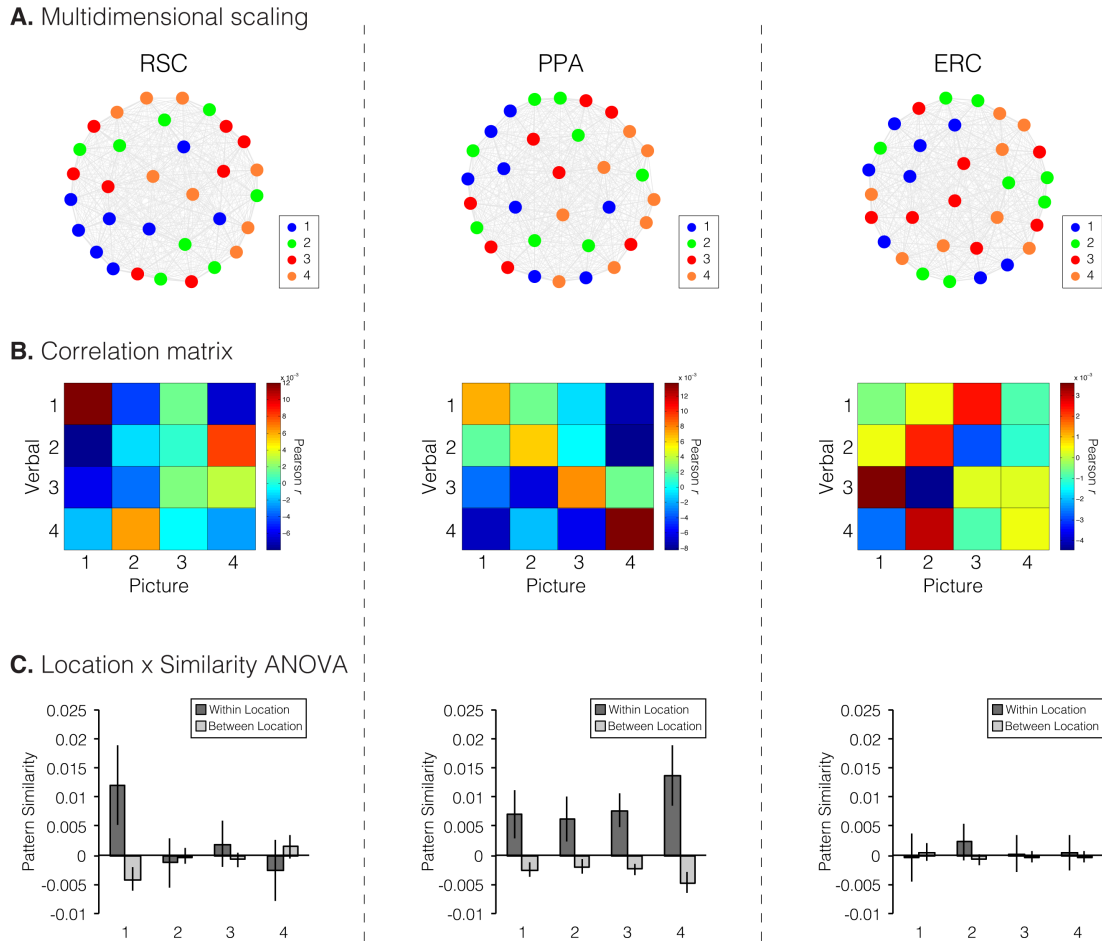 A. Multidimensional scaling
RSC
PPA
ERC
1
2
3
4
1
2
3
4
1
2
3
4
B. Correlation matrix
x 10⁻³
12
10
8
6
4
2
0
−2
−4
−6
Pearson r
Verbal
1
2
3
4
1 2 3 4
Picture
x 10⁻³
12
10
8
6
4
2
0
−2
−4
−6
−8
Pearson r
Verbal
1
2
3
4
1 2 3 4
Picture
x 10⁻³
3
2
1
0
−1
−2
−3
−4
Pearson r
Verbal
1
2
3
4
1 2 3 4
Picture
C. Location x Similarity ANOVA
Within Location
Between Location
Pattern Similarity
0.025
0.02
0.015
0.01
0.005
0
-0.005
-0.01
1 2 3 4
Within Location
Between Location
Pattern Similarity
0.025
0.02
0.015
0.01
0.005
0
-0.005
-0.01
1 2 3 4
Within Location
Between Location
Pattern Similarity
0.025
0.02
0.015
0.01
0.005
0
-0.005
-0.01
1 2 3 4